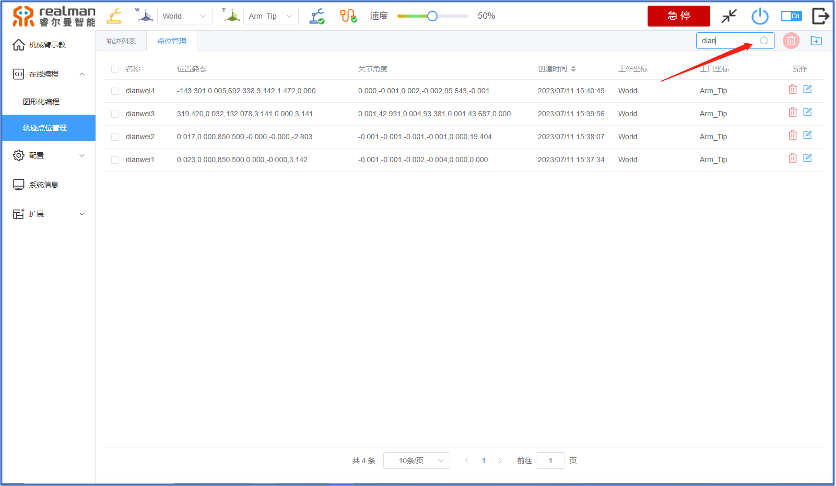 realman
睿尔曼智能
W
World
T
Arm_Tip
速度
50%
急 停
Cn
机械臂示教
在线编程
图形化编程
轨迹点位管理
配置
系统信息
扩展
轨迹列表
点位管理
dian
名称
位置姿态
关节角度
创建时间
工作坐标
工具坐标
操作
dianwei4 -143.301,0.005,692.338,3.142,1.472,0.000 0.000,-0.001,0.002,-0.002,95.643,-0.001 2023/07/11 15:40:45 World Arm_Tip
dianwei3 319.420,0.032,132.078,3.141,0.000,3.141 0.001,42.931,0.004,93.381,0.001,43.687,0.000 2023/07/11 15:39:56 World Arm_Tip
dianwei2 0.017,0.000,850.500,-0.000,-0.000,-2.803 -0.001,-0.001,-0.001,-0.001,0.000,19.404 2023/07/11 15:38:07 World Arm_Tip
dianwei1 0.023,0.000,850.500,0.000,-0.000,3.142 -0.001,-0.001,-0.002,-0.004,0.000,0.000 2023/07/11 15:37:34 World Arm_Tip
共 4 条 10条/页 1 前往 1 页